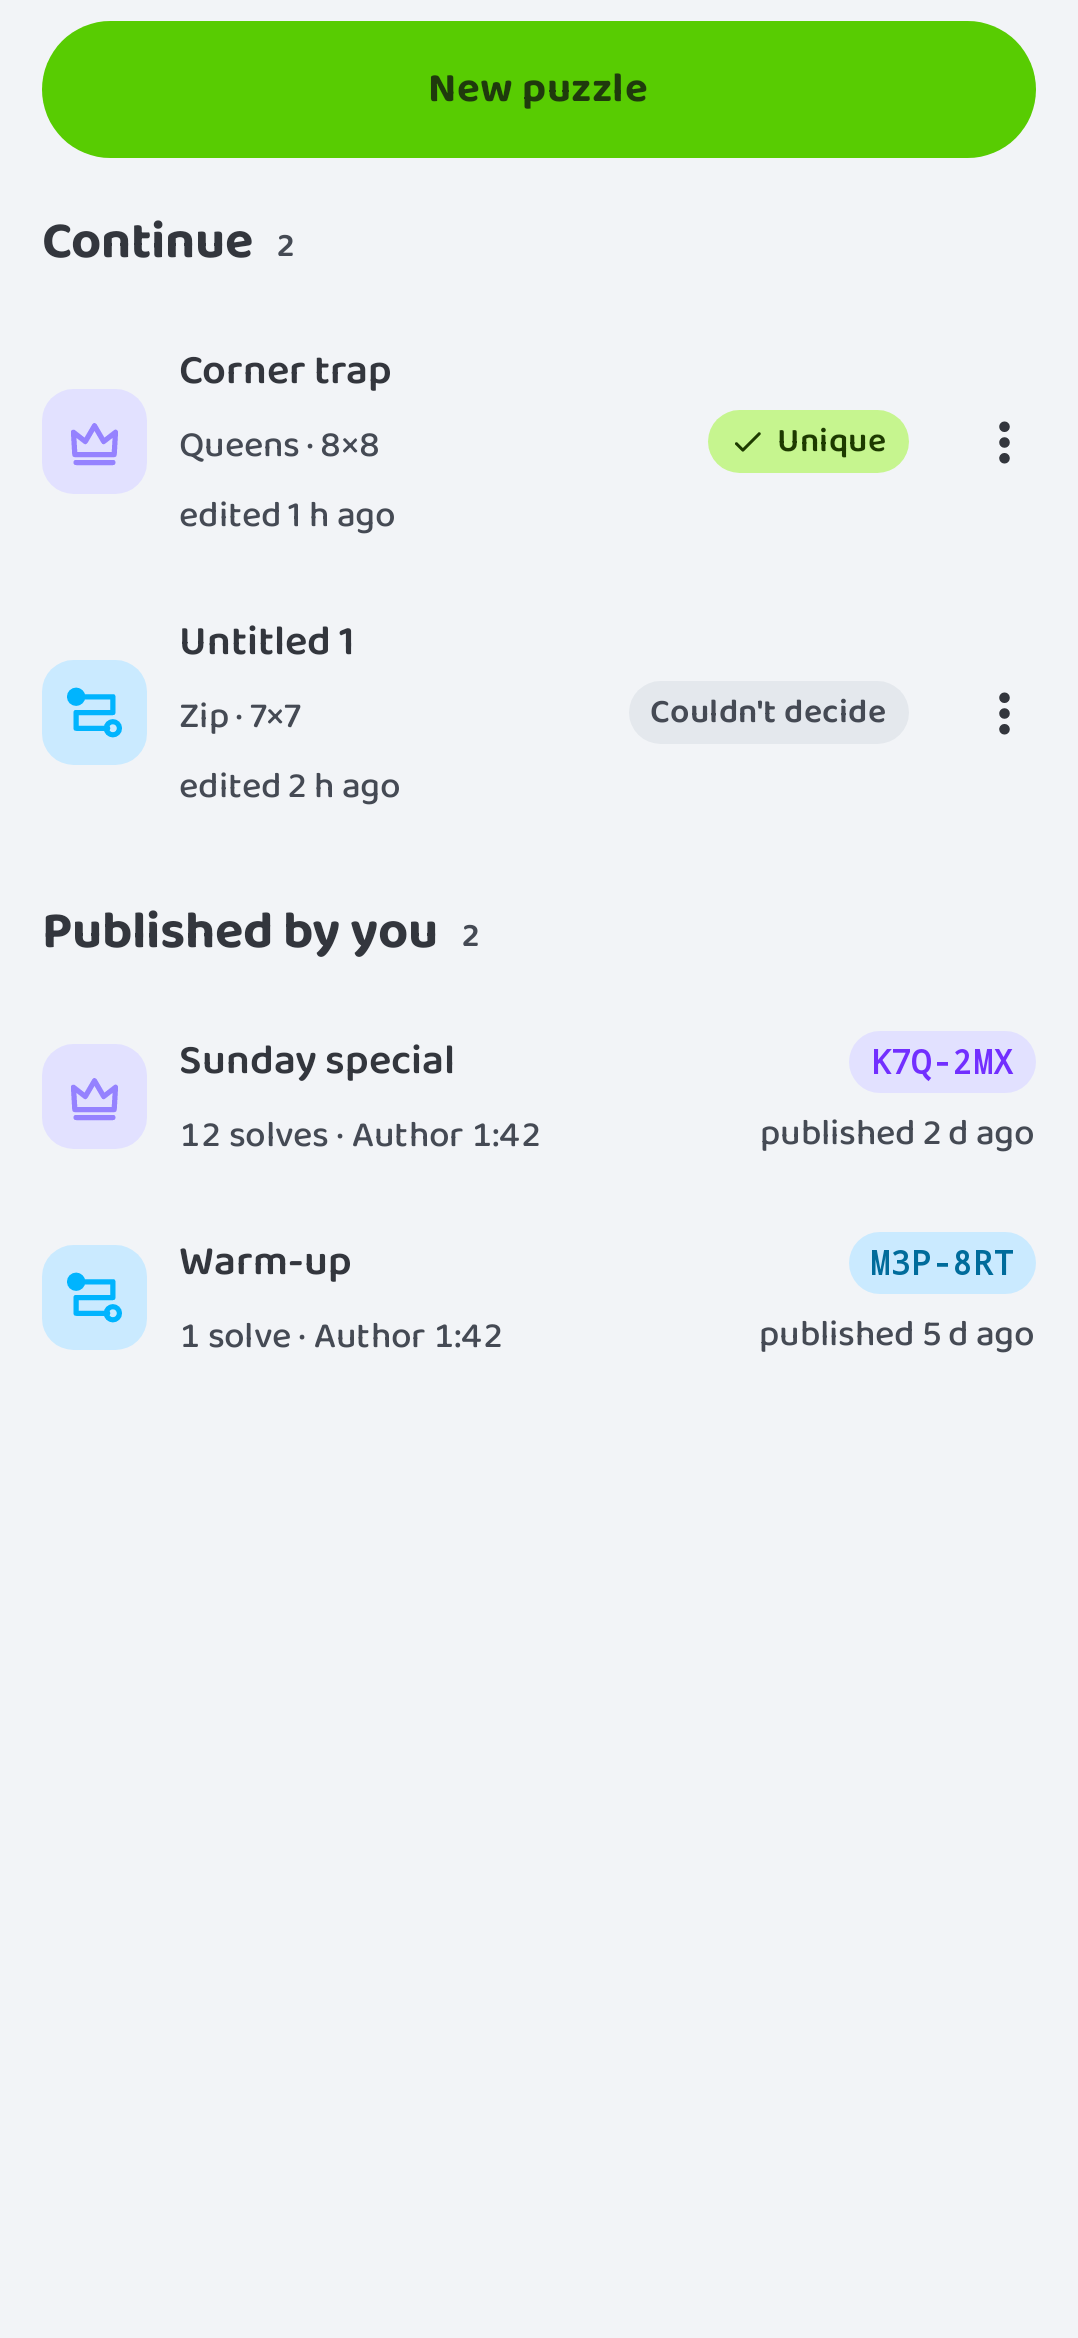 New puzzle
Continue 2
Corner trap
Queens · 8×8
edited 1 h ago
Unique
Untitled 1
Zip · 7×7
edited 2 h ago
Couldn't decide
Published by you 2
Sunday special
12 solves · Author 1:42
K7Q-2MX
published 2 d ago
Warm-up
1 solve · Author 1:42
M3P-8RT
published 5 d ago